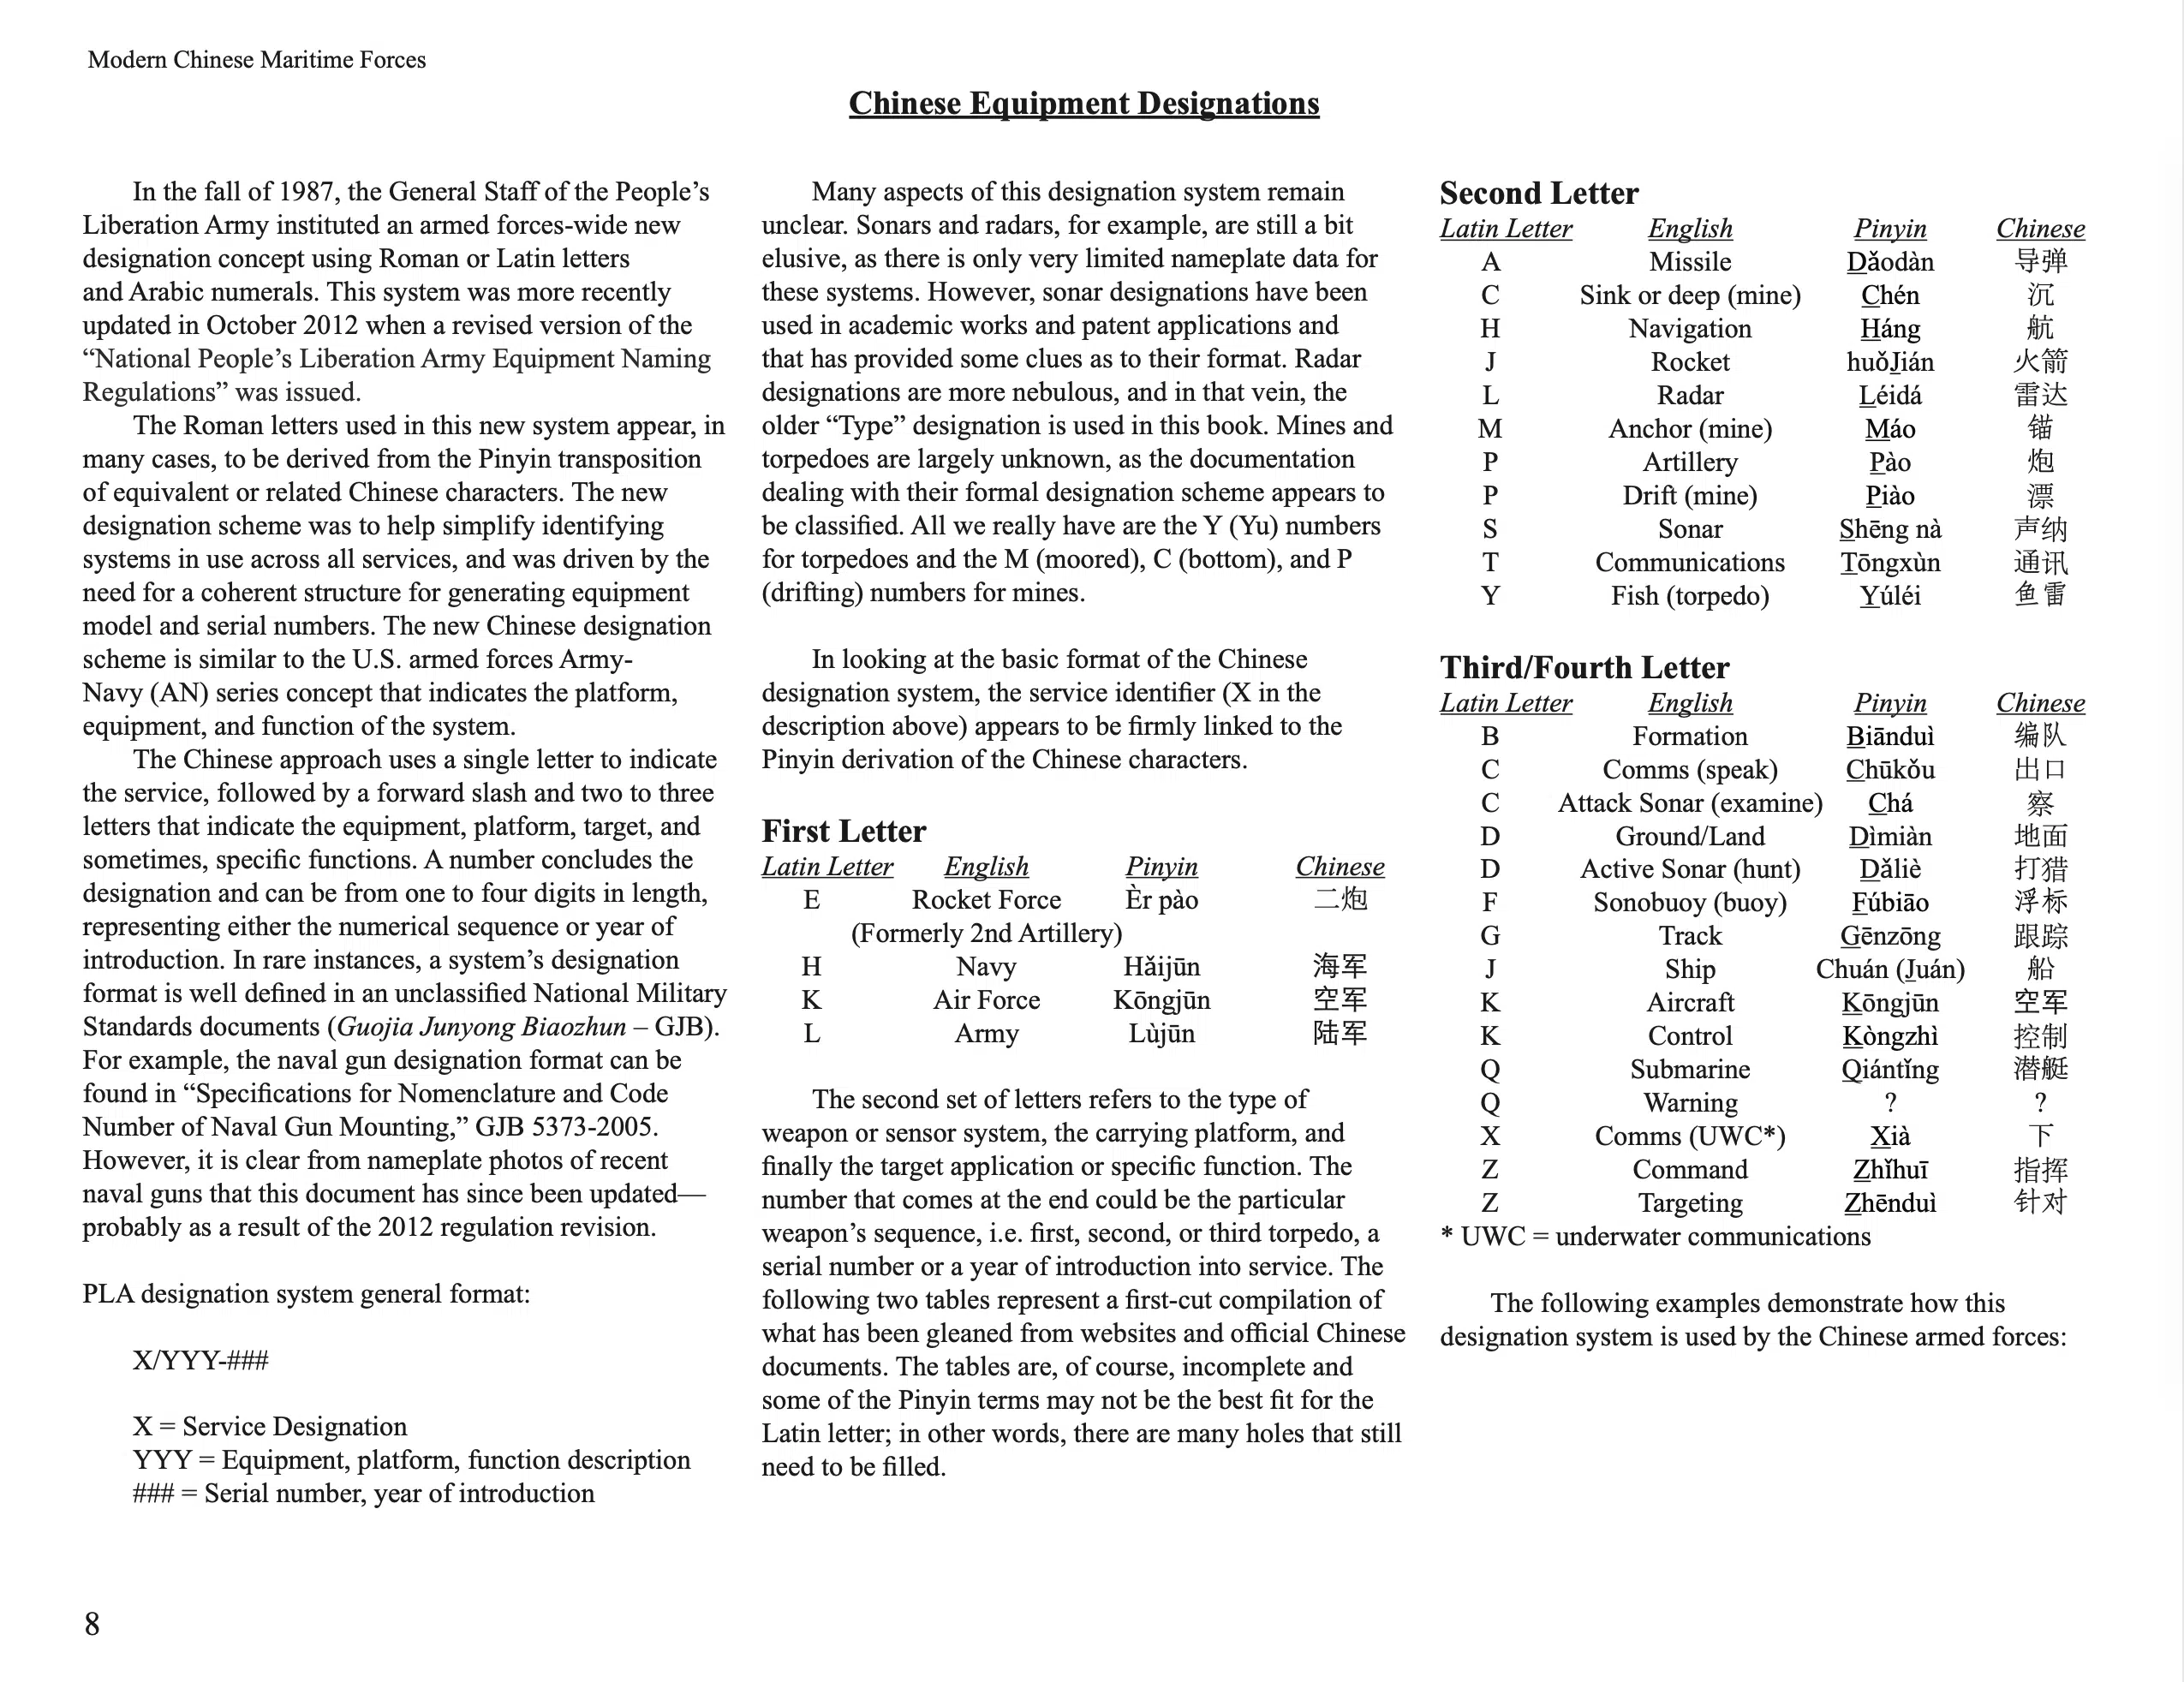 Modern Chinese Maritime Forces
Chinese Equipment Designations
In the fall of 1987, the General Staff of the People’s
Liberation Army instituted an armed forces-wide new
designation concept using Roman or Latin letters
and Arabic numerals. This system was more recently
updated in October 2012 when a revised version of the
“National People’s Liberation Army Equipment Naming
Regulations” was issued.
The Roman letters used in this new system appear, in
many cases, to be derived from the Pinyin transposition
of equivalent or related Chinese characters. The new
designation scheme was to help simplify identifying
systems in use across all services, and was driven by the
need for a coherent structure for generating equipment
model and serial numbers. The new Chinese designation
scheme is similar to the U.S. armed forces Army-
Navy (AN) series concept that indicates the platform,
equipment, and function of the system.
The Chinese approach uses a single letter to indicate
the service, followed by a forward slash and two to three
letters that indicate the equipment, platform, target, and
sometimes, specific functions. A number concludes the
designation and can be from one to four digits in length,
representing either the numerical sequence or year of
introduction. In rare instances, a system’s designation
format is well defined in an unclassified National Military
Standards documents (Guojia Junyong Biaozhun – GJB).
For example, the naval gun designation format can be
found in “Specifications for Nomenclature and Code
Number of Naval Gun Mounting,” GJB 5373-2005.
However, it is clear from nameplate photos of recent
naval guns that this document has since been updated—
probably as a result of the 2012 regulation revision.
PLA designation system general format:
X/YYY-###
X = Service Designation
YYY = Equipment, platform, function description
### = Serial number, year of introduction
Many aspects of this designation system remain
unclear. Sonars and radars, for example, are still a bit
elusive, as there is only very limited nameplate data for
these systems. However, sonar designations have been
used in academic works and patent applications and
that has provided some clues as to their format. Radar
designations are more nebulous, and in that vein, the
older “Type” designation is used in this book. Mines and
torpedoes are largely unknown, as the documentation
dealing with their formal designation scheme appears to
be classified. All we really have are the Y (Yu) numbers
for torpedoes and the M (moored), C (bottom), and P
(drifting) numbers for mines.
In looking at the basic format of the Chinese
designation system, the service identifier (X in the
description above) appears to be firmly linked to the
Pinyin derivation of the Chinese characters.
First Letter
Latin Letter English Pinyin Chinese
E Rocket Force Èr pào 二炮
(Formerly 2nd Artillery)
H Navy Hǎijūn 海军
K Air Force Kōngjūn 空军
L Army Lùjūn 陆军
The second set of letters refers to the type of
weapon or sensor system, the carrying platform, and
finally the target application or specific function. The
number that comes at the end could be the particular
weapon’s sequence, i.e. first, second, or third torpedo, a
serial number or a year of introduction into service. The
following two tables represent a first-cut compilation of
what has been gleaned from websites and official Chinese
documents. The tables are, of course, incomplete and
some of the Pinyin terms may not be the best fit for the
Latin letter; in other words, there are many holes that still
need to be filled.
Second Letter
Latin Letter English Pinyin Chinese
A Missile Dǎodàn 导弹
C Sink or deep (mine) Chén 沉
H Navigation Háng 航
J Rocket huǒJián 火箭
L Radar Léidá 雷达
M Anchor (mine) Máo 锚
P Artillery Pào 炮
P Drift (mine) Piào 漂
S Sonar Shēng nà 声纳
T Communications Tōngxùn 通讯
Y Fish (torpedo) Yúléi 鱼雷
Third/Fourth Letter
Latin Letter English Pinyin Chinese
B Formation Biānduì 编队
C Comms (speak) Chūkǒu 出口
C Attack Sonar (examine) Chá 察
D Ground/Land Dìmiàn 地面
D Active Sonar (hunt) Dǎliè 打猎
F Sonobuoy (buoy) Fúbiāo 浮标
G Track Gēnzōng 跟踪
J Ship Chuán (Juán) 船
K Aircraft Kōngjūn 空军
K Control Kòngzhì 控制
Q Submarine Qiántǐng 潜艇
Q Warning ? ?
X Comms (UWC*) Xià 下
Z Command Zhǐhuī 指挥
Z Targeting Zhēnduì 针对
* UWC = underwater communications
The following examples demonstrate how this
designation system is used by the Chinese armed forces:
8